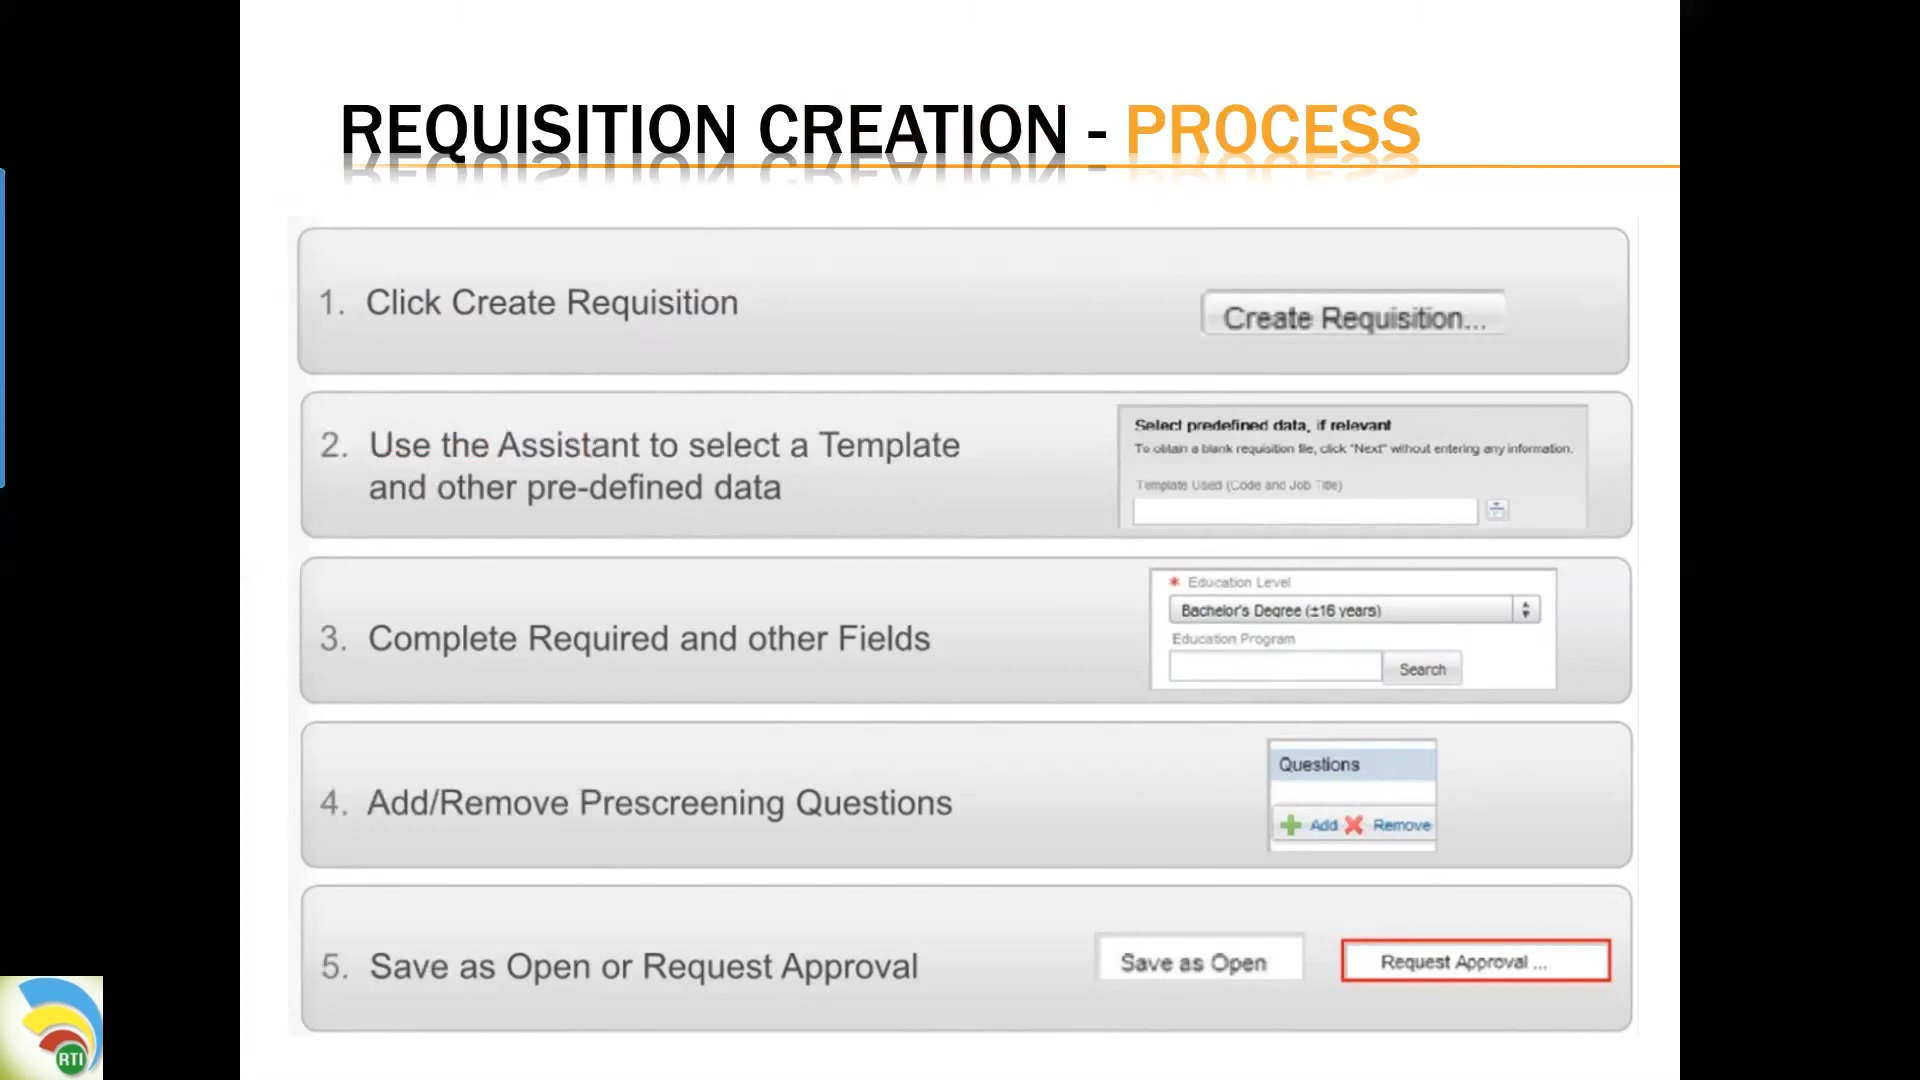 REQUISITION CREATION - PROCESS
1. Click Create Requisition
Create Requisition...
2. Use the Assistant to select a Template
and other pre-defined data
Select predefined data, if relevant
To obtain a blank requisition file, click "Next" without entering any information.
Template Used (Code and Job Title)
3. Complete Required and other Fields
* Education Level
Bachelor's Degree (±16 years)
Education Program
Search
4. Add/Remove Prescreening Questions
Questions
Add Remove
5. Save as Open or Request Approval
Save as Open
Request Approval ...
RTI